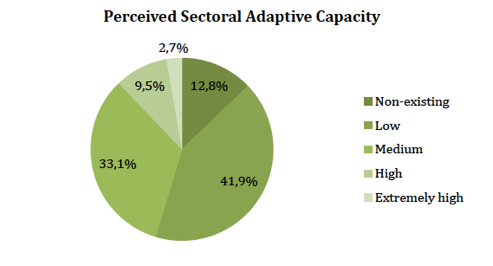 Perceived Sectoral Adaptive Capacity
2,7%
9,5%
12,8%
33,1%
41,9%
Non-existing
Low
Medium
High
Extremely high